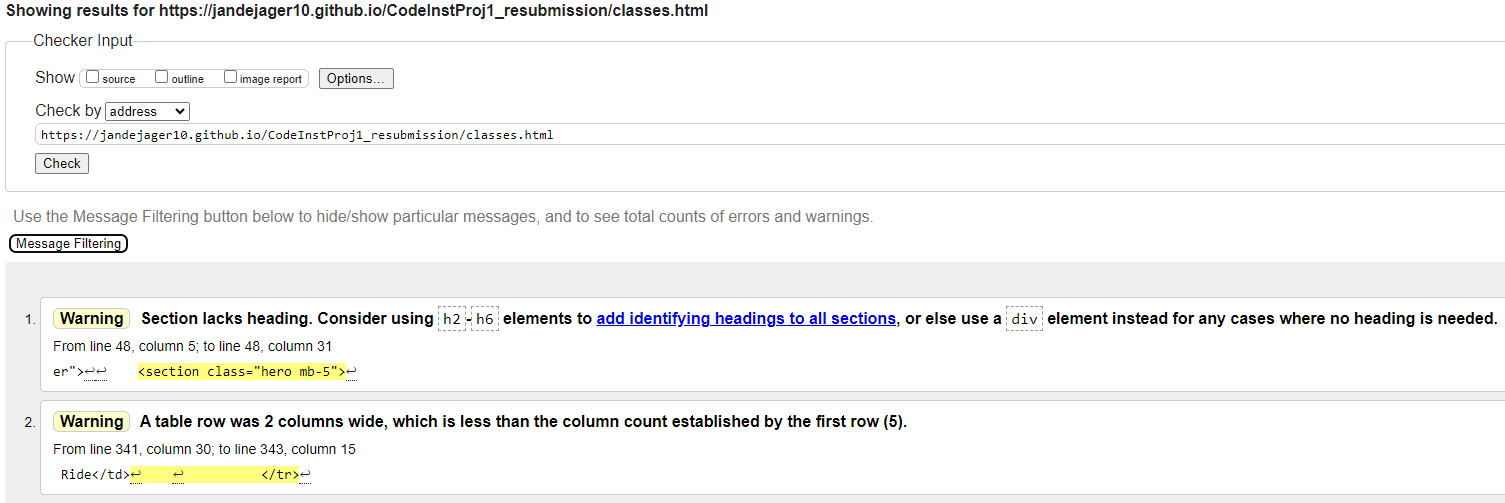 Showing results for https://jandejager10.github.io/CodeInstProj1_resubmission/classes.html
Checker Input
Show source outline image report Options...
Check by address
https://jandejager10.github.io/CodeInstProj1_resubmission/classes.html
Check
Use the Message Filtering button below to hide/show particular messages, and to see total counts of errors and warnings.
Message Filtering
1. Warning Section lacks heading. Consider using h2-h6 elements to add identifying headings to all sections, or else use a div element instead for any cases where no heading is needed.
From line 48, column 5; to line 48, column 31
er">↩↩ <section class="hero mb-5">↩
2. Warning A table row was 2 columns wide, which is less than the column count established by the first row (5).
From line 341, column 30; to line 343, column 15
Ride</td>↩ ↩ </tr>↩